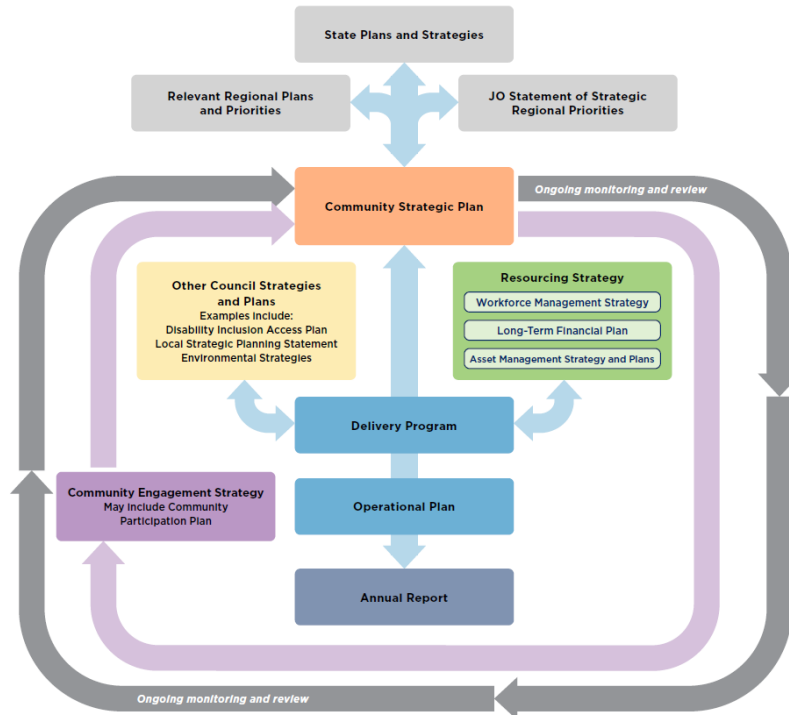 State Plans and Strategies
Relevant Regional Plans
and Priorities
JO Statement of Strategic
Regional Priorities
Community Strategic Plan
Ongoing monitoring and review
Other Council Strategies
and Plans
Examples include:
Disability Inclusion Access Plan
Local Strategic Planning Statement
Environmental Strategies
Resourcing Strategy
Workforce Management Strategy
Long-Term Financial Plan
Asset Management Strategy and Plans
Delivery Program
Community Engagement Strategy
May include Community
Participation Plan
Operational Plan
Annual Report
Ongoing monitoring and review